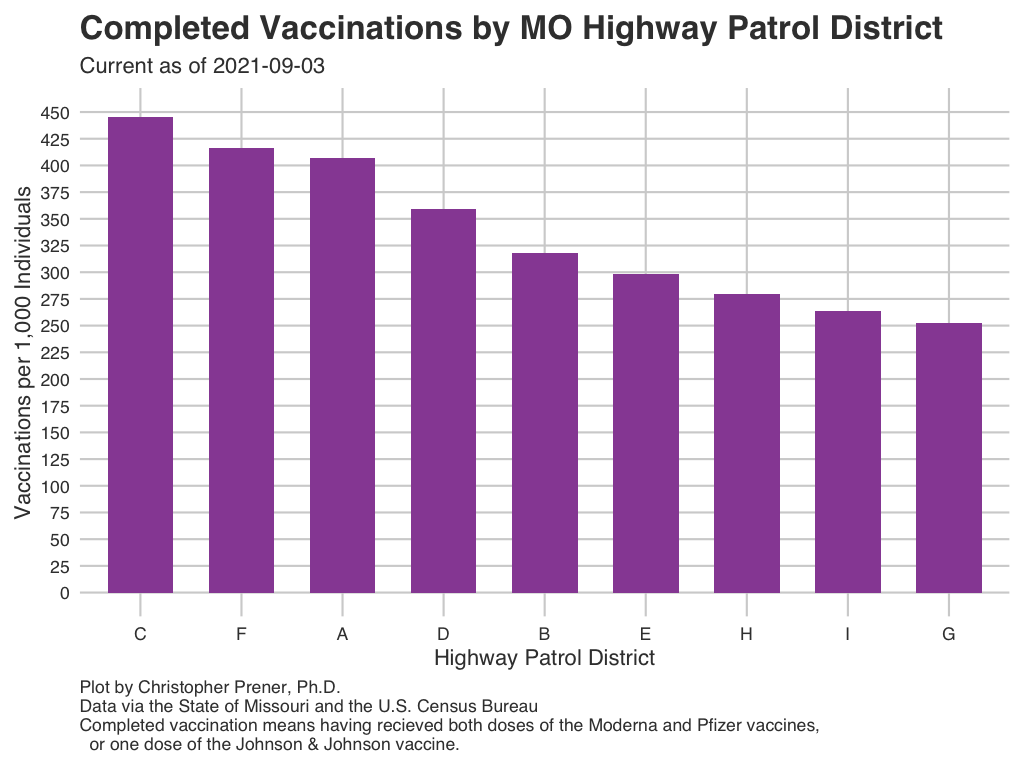 Completed Vaccinations by MO Highway Patrol District
Current as of 2021-09-03
Vaccinations per 1,000 Individuals
450
425
400
375
350
325
300
275
250
225
200
175
150
125
100
75
50
25
0
C F A D B E H I G
Highway Patrol District
Plot by Christopher Prener, Ph.D.
Data via the State of Missouri and the U.S. Census Bureau
Completed vaccination means having recieved both doses of the Moderna and Pfizer vaccines,
or one dose of the Johnson & Johnson vaccine.